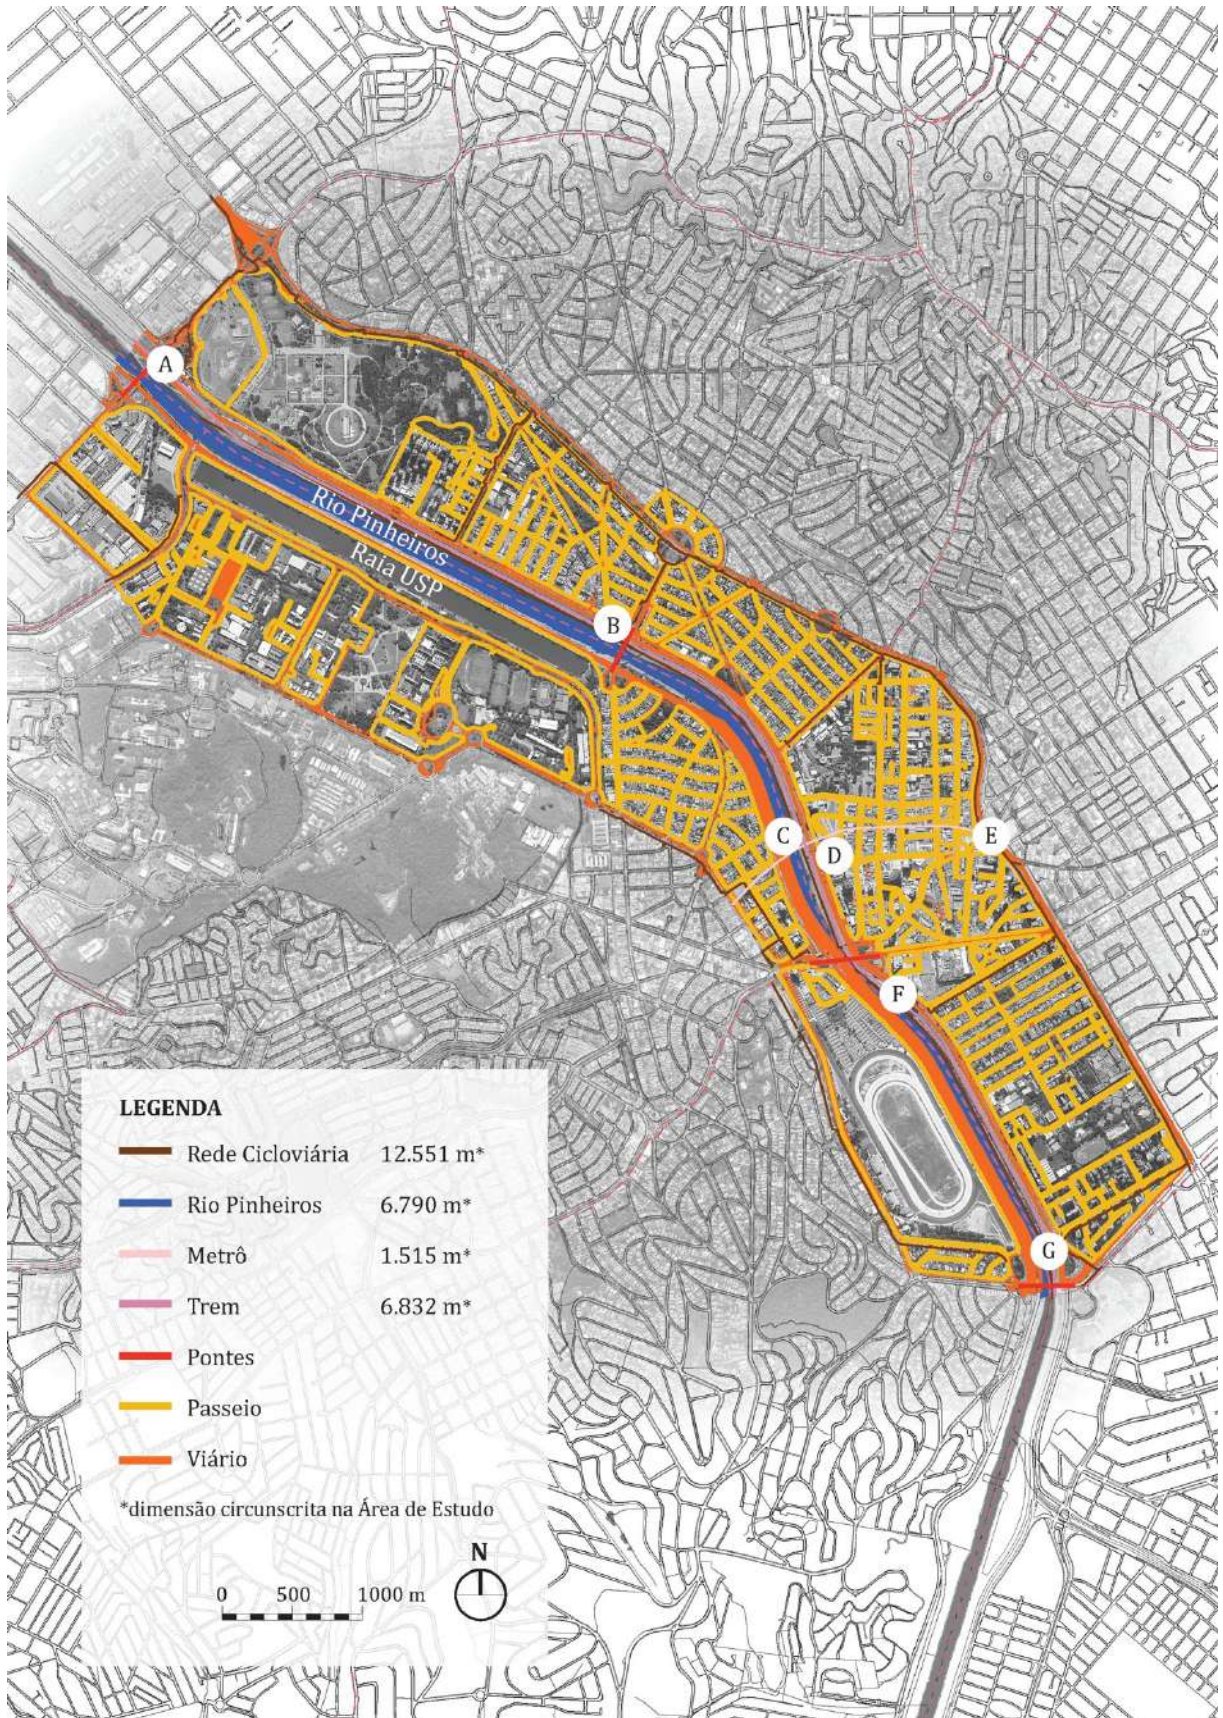 A
Rio Pinheiros
Raia USP
B
C
D
E
F
G
LEGENDA
Rede Cicloviária 12.551 m*
Rio Pinheiros 6.790 m*
Metrô 1.515 m*
Trem 6.832 m*
Pontes
Passeio
Viário
*dimensão circunscrita na Área de Estudo
N
0 500 1000 m